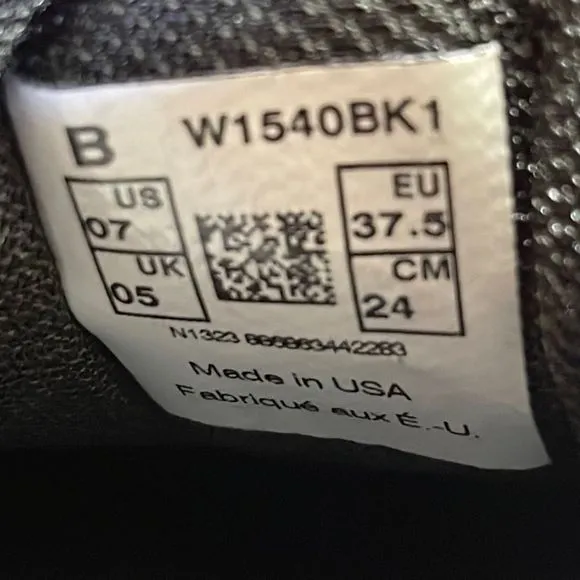 B W1540BK1
US 07
UK 05
EU 37.5
CM 24
N1323
Made in USA
Fabriqué aux É.-U.